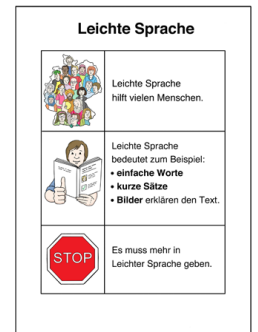 Leichte Sprache
Leichte Sprache
hilft vielen Menschen.
Leichte Sprache
bedeutet zum Beispiel:
• einfache Worte
• kurze Sätze
• Bilder erklären den Text.
STOP
Es muss mehr in
Leichter Sprache geben.